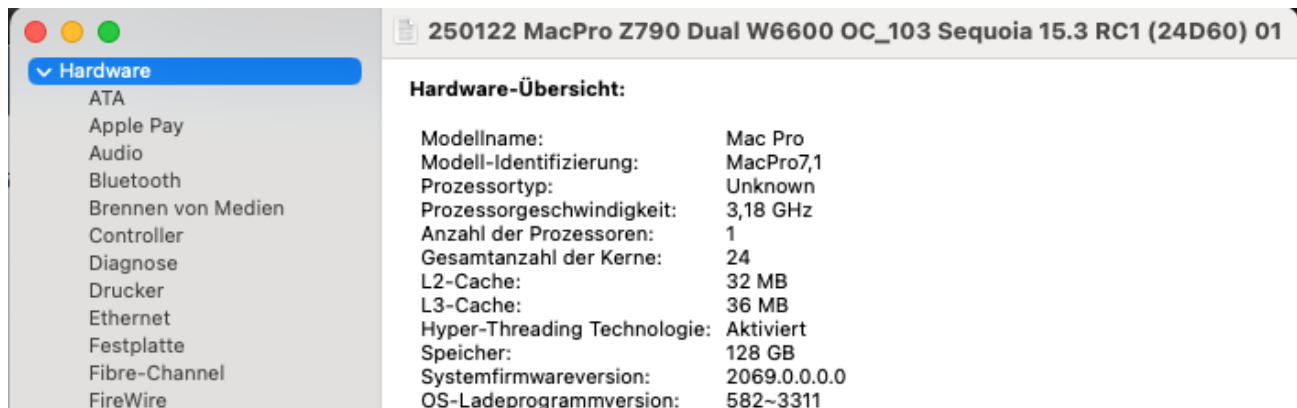 250122 MacPro Z790 Dual W6600 OC_103 Sequoia 15.3 RC1 (24D60) 01
Hardware
ATA
Apple Pay
Audio
Bluetooth
Brennen von Medien
Controller
Diagnose
Drucker
Ethernet
Festplatte
Fibre-Channel
FireWire
Hardware-Übersicht:
Modellname: Mac Pro
Modell-Identifizierung: MacPro7,1
Prozessortyp: Unknown
Prozessorgeschwindigkeit: 3,18 GHz
Anzahl der Prozessoren: 1
Gesamtanzahl der Kerne: 24
L2-Cache: 32 MB
L3-Cache: 36 MB
Hyper-Threading Technologie: Aktiviert
Speicher: 128 GB
Systemfirmwareversion: 2069.0.0.0.0
OS-Ladeprogrammversion: 582~3311